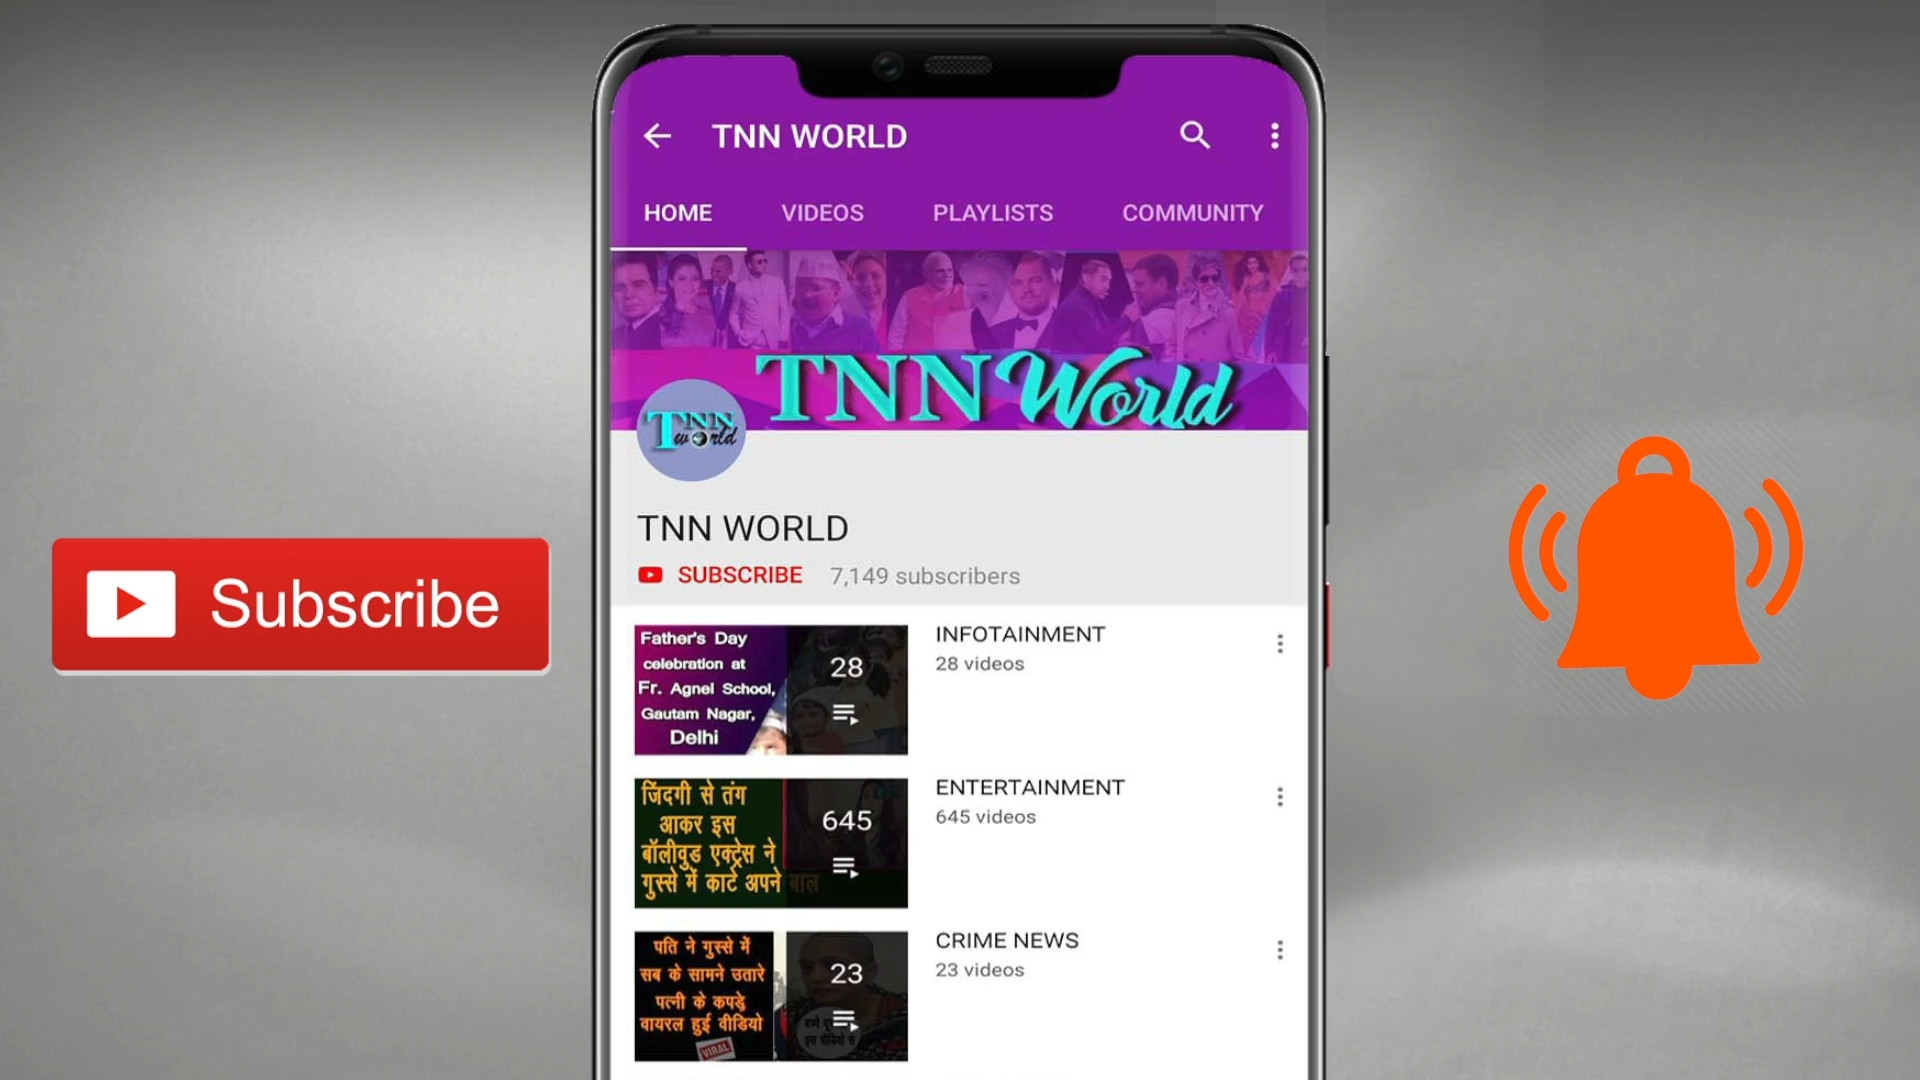 TNN WORLD
HOME
VIDEOS
PLAYLISTS
COMMUNITY
TNN World
TNN
world
TNN WORLD
SUBSCRIBE
7,149 subscribers
Subscribe
Father's Day
celebration at
Fr. Agnel School,
Gautam Nagar,
Delhi
28
INFOTAINMENT
28 videos
जिंदगी से तंग
आकर इस
बॉलीवुड एक्ट्रेस ने
गुस्से में काटे अपने बाल
645
ENTERTAINMENT
645 videos
पति ने गुस्से में
सब के सामने उतारे
पत्नी के कपड़े
वायरल हुई वीडियो
VIRAL
23
CRIME NEWS
23 videos